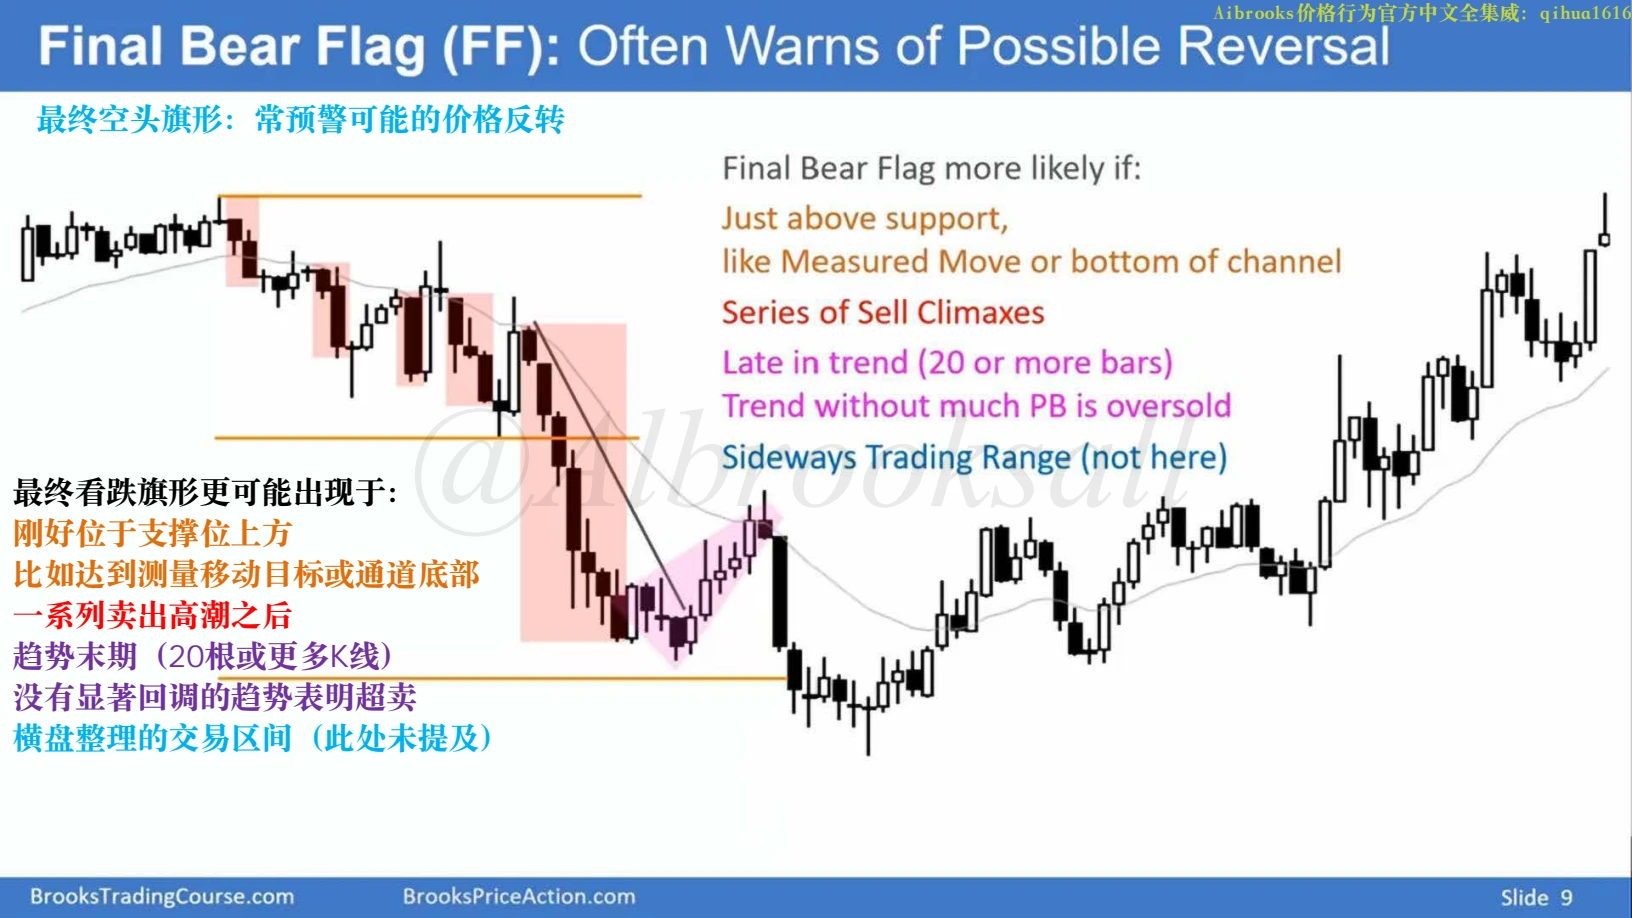 Aibrooks价格行为官方中文全集威：qihua1616
Final Bear Flag (FF): Often Warns of Possible Reversal
最终空头旗形：常预警可能的价格反转
Final Bear Flag more likely if:
Just above support,
like Measured Move or bottom of channel
Series of Sell Climaxes
Late in trend (20 or more bars)
Trend without much PB is oversold
Sideways Trading Range (not here)
@Albrooksall
最终看跌旗形更可能出现于：
刚好位于支撑位上方
比如达到测量移动目标或通道底部
一系列卖出高潮之后
趋势末期（20根或更多K线）
没有显著回调的趋势表明超卖
横盘整理的交易区间（此处未提及）
BrooksTradingCourse.com
BrooksPriceAction.com
Slide 9